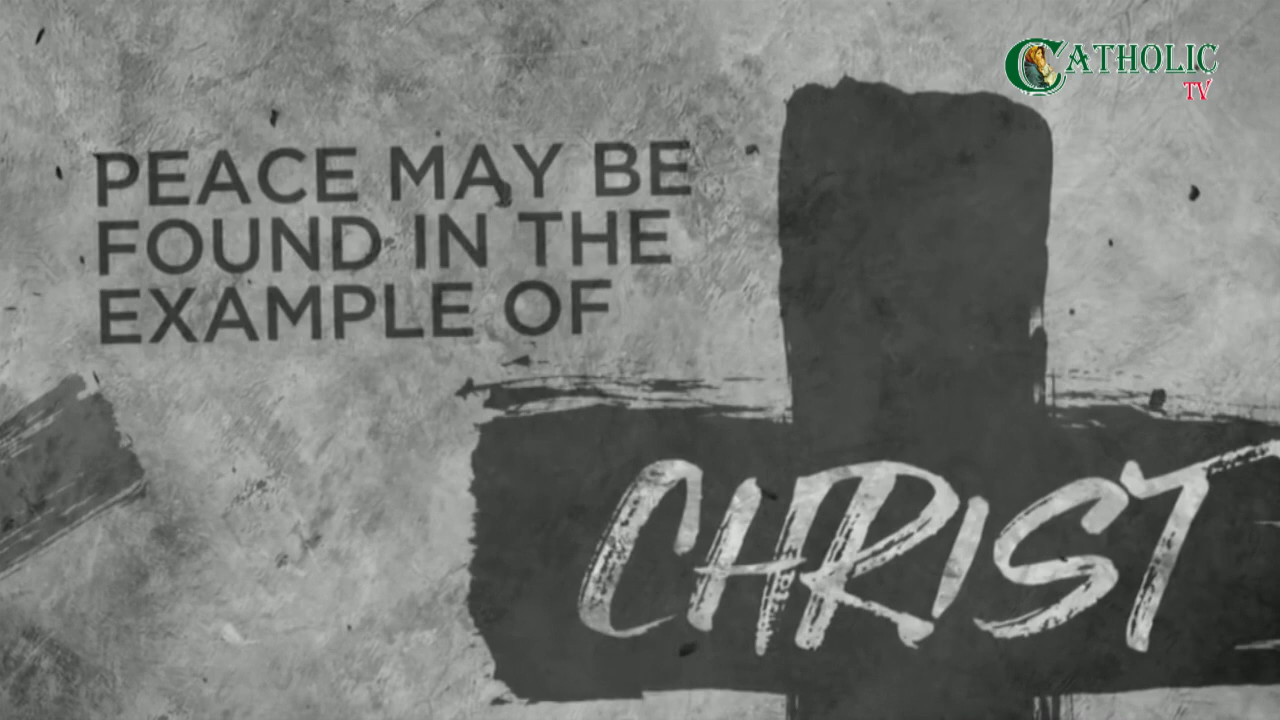 CATHOLIC
TV
PEACE MAY BE
FOUND IN THE
EXAMPLE OF
CHRIST